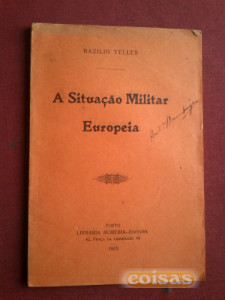 BAZILIO TELLES
A Situação Militar
Europeia
PORTO
LIVRARIA MOREIRA—EDITORA
coisas